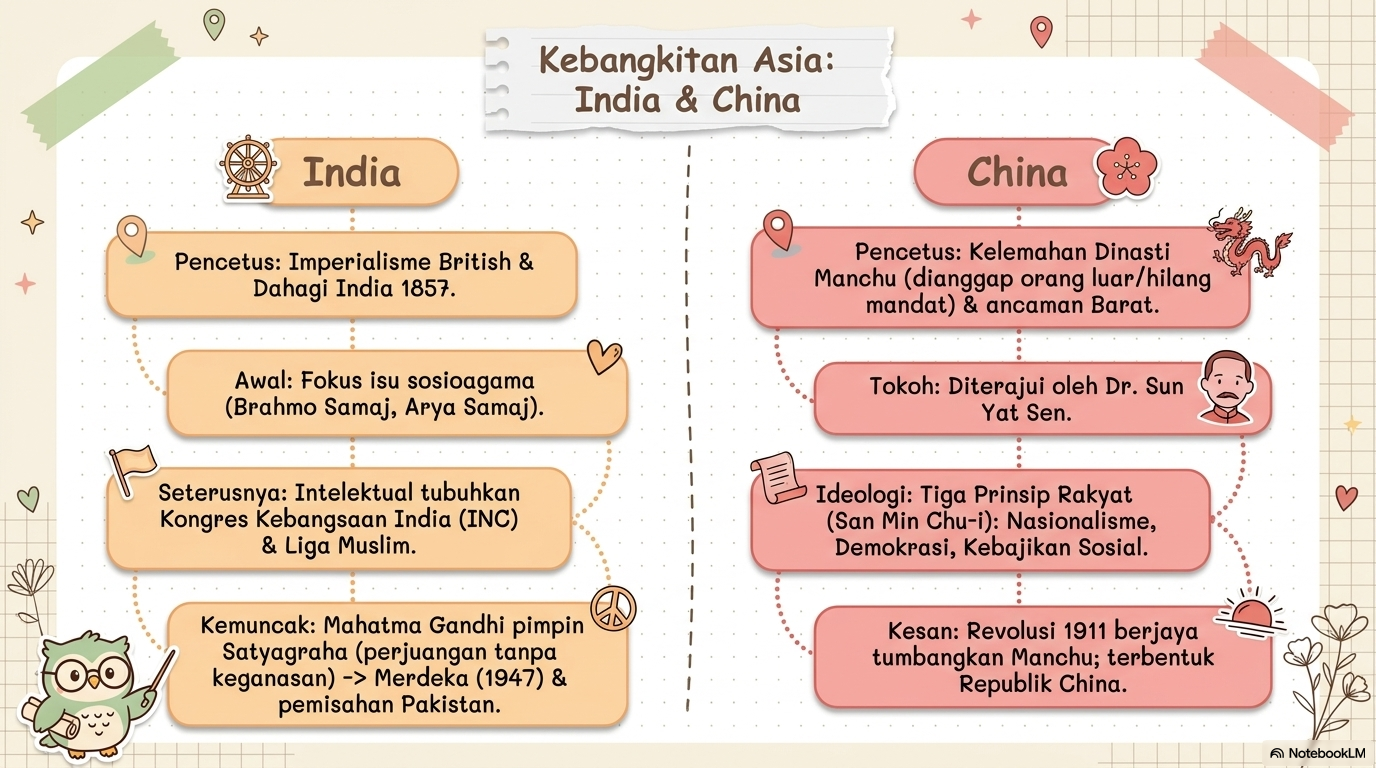 Kebangkitan Asia:
India & China
India
Pencetus: Imperialisme British &
Dahagi India 1857.
Awal: Fokus isu sosioagama
(Brahmo Samaj, Arya Samaj).
Seterusnya: Intelektual tubuhkan
Kongres Kebangsaan India (INC)
& Liga Muslim.
Kemuncak: Mahatma Gandhi pimpin
Satyagraha (perjuangan tanpa
keganasan) -> Merdeka (1947) &
pemisahan Pakistan.
China
Pencetus: Kelemahan Dinasti
Manchu (dianggap orang luar/hilang
mandat) & ancaman Barat.
Tokoh: Diterajui oleh Dr. Sun
Yat Sen.
Ideologi: Tiga Prinsip Rakyat
(San Min Chu-i): Nasionalisme,
Demokrasi, Kebajikan Sosial.
Kesan: Revolusi 1911 berjaya
tumbangkan Manchu; terbentuk
Republik China.
NotebookLM